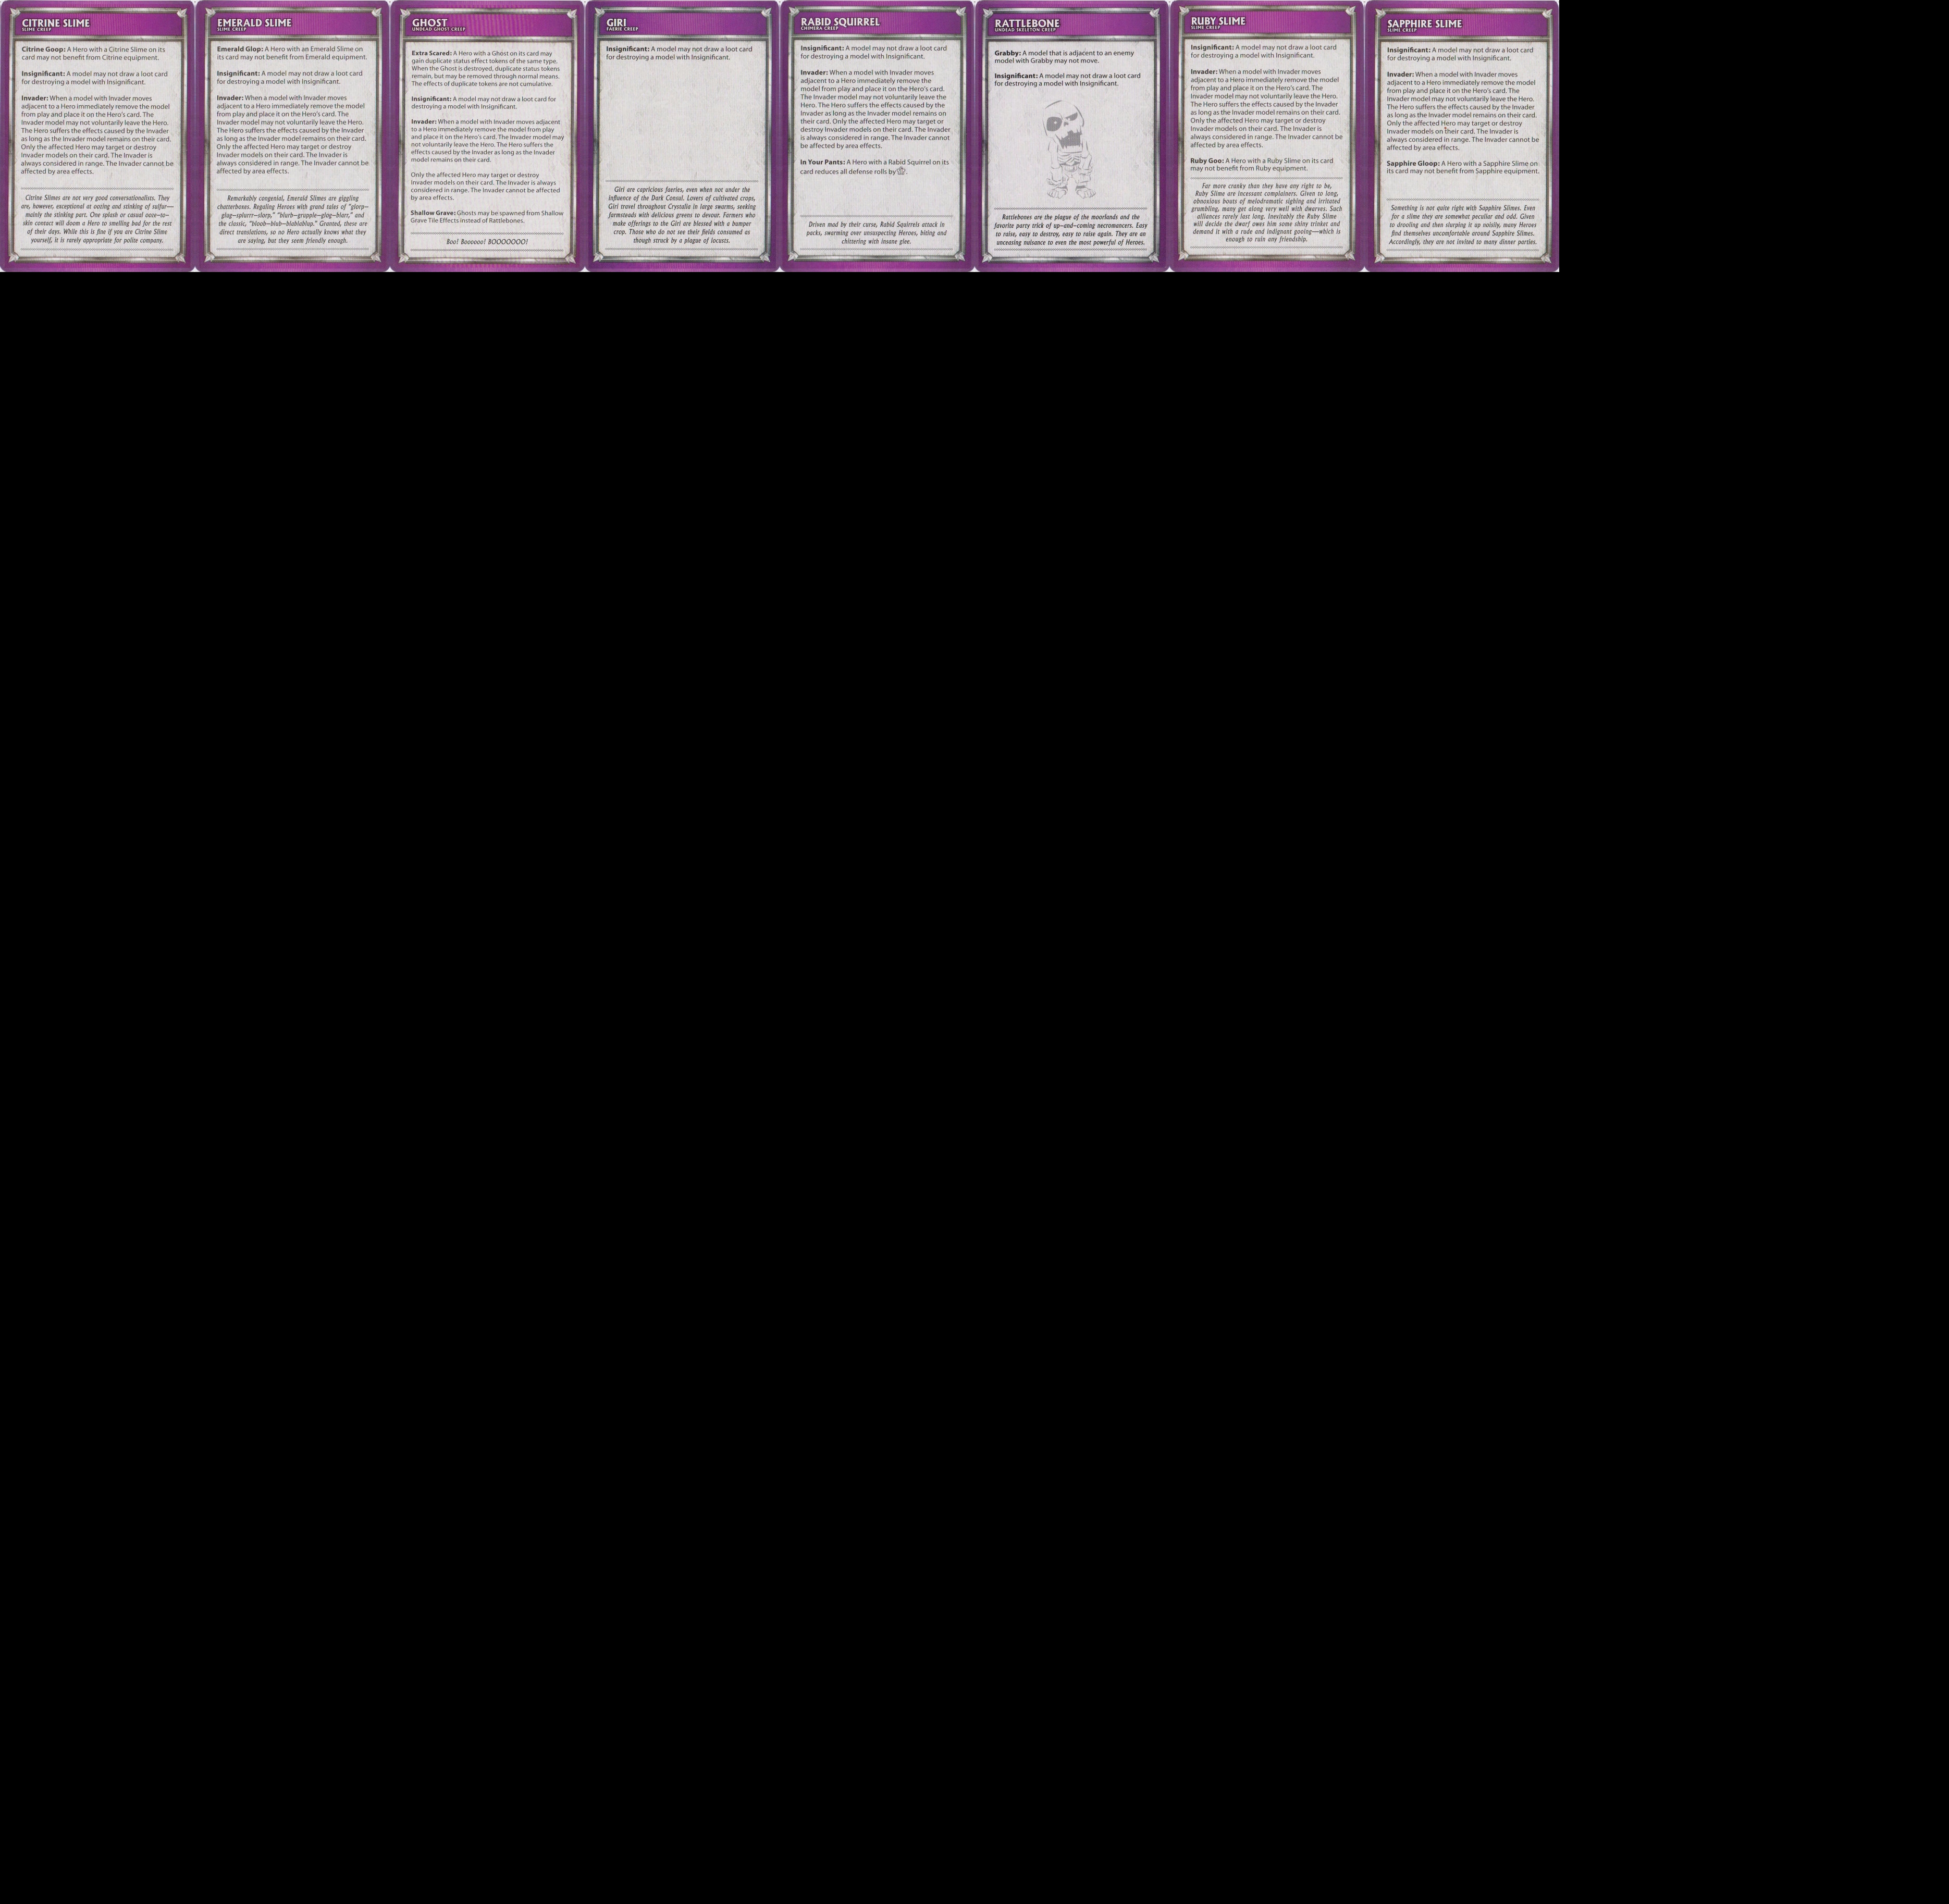 CITRINE SLIME
SLIME CREEP
Citrine Goop: A Hero with a Citrine Slime on its
card may not benefit from Citrine equipment.
Insignificant: A model may not draw a loot card
for destroying a model with Insignificant.
Invader: When a model with Invader moves
adjacent to a Hero immediately remove the model
from play and place it on the Hero's card. The
Invader model may not voluntarily leave the Hero.
The Hero suffers the effects caused by the Invader
as long as the Invader model remains on their card.
Only the affected Hero may target or destroy
Invader models on their card. The Invader is
always considered in range. The Invader cannot be
affected by area effects.
Citrine Slimes are not very good conversationalists. They
are, however, exceptional at oozing and stinking of sulfur—
mainly the stinking part. One splash or casual ooze-to-
skin contact will doom a Hero to smelling bad for the rest
of their days. While this is fine if you are Citrine Slime
yourself, it is rarely appropriate for polite company.
EMERALD SLIME
SLIME CREEP
Emerald Glop: A Hero with an Emerald Slime on
its card may not benefit from Emerald equipment.
Insignificant: A model may not draw a loot card
for destroying a model with Insignificant.
Invader: When a model with Invader moves
adjacent to a Hero immediately remove the model
from play and place it on the Hero's card. The
Invader model may not voluntarily leave the Hero.
The Hero suffers the effects caused by the Invader
as long as the Invader model remains on their card.
Only the affected Hero may target or destroy
Invader models on their card. The Invader is
always considered in range. The Invader cannot be
affected by area effects.
Remarkably congenial, Emerald Slimes are giggling
chatterboxes. Regaling Heroes with grand tales of "glorp-
glop-splurrr-slorp," "blurb-grapple-glog-blarr," and
the classic, "bloob-blub-blablablup." Granted, these are
direct translations, so no Hero actually knows what they
are saying, but they seem friendly enough.
GHOST
UNDEAD GHOST CREEP
Extra Scared: A Hero with a Ghost on its card may
gain duplicate status effect tokens of the same type.
When the Ghost is destroyed, duplicate status tokens
remain, but may be removed through normal means.
The effects of duplicate tokens are not cumulative.
Insignificant: A model may not draw a loot card for
destroying a model with Insignificant.
Invader: When a model with Invader moves adjacent
to a Hero immediately remove the model from play
and place it on the Hero's card. The Invader model may
not voluntarily leave the Hero. The Hero suffers the
effects caused by the Invader as long as the Invader
model remains on their card.
Only the affected Hero may target or destroy
Invader models on their card. The Invader is always
considered in range. The Invader cannot be affected
by area effects.
Shallow Grave: Ghosts may be spawned from Shallow
Grave Tile Effects instead of Rattlebones.
Boo! Boooooo! BOOOOOOO!
GIRI
FAERIE CREEP
Insignificant: A model may not draw a loot card
for destroying a model with Insignificant.
Giri are capricious faeries, even when not under the
influence of the Dark Consul. Lovers of cultivated crops,
Giri travel throughout Crystalia in large swarms, seeking
farmsteads with delicious greens to devour. Farmers who
make offerings to the Giri are blessed with a bumper
crop. Those who do not see their fields consumed as
though struck by a plague of locusts.
RABID SQUIRREL
CHIMERA CREEP
Insignificant: A model may not draw a loot card
for destroying a model with Insignificant.
Invader: When a model with Invader moves
adjacent to a Hero immediately remove the
model from play and place it on the Hero's card.
The Invader model may not voluntarily leave the
Hero. The Hero suffers the effects caused by the
Invader as long as the Invader model remains on
their card. Only the affected Hero may target or
destroy Invader models on their card. The Invader
is always considered in range. The Invader cannot
be affected by area effects.
In Your Pants: A Hero with a Rabid Squirrel on its
card reduces all defense rolls by
Driven mad by their curse, Rabid Squirrels attack in
packs, swarming over unsuspecting Heroes, biting and
chittering with insane glee.
RATTLEBONE
UNDEAD SKELETON CREEP
Grabby: A model that is adjacent to an enemy
model with Grabby may not move.
Insignificant: A model may not draw a loot card
for destroying a model with Insignificant.
Rattlebones are the plague of the moorlands and the
favorite party trick of up-and-coming necromancers. Easy
to raise, easy to destroy, easy to raise again. They are an
unceasing nuisance to even the most powerful of Heroes.
RUBY SLIME
SLIME CREEP
Insignificant: A model may not draw a loot card
for destroying a model with Insignificant.
Invader: When a model with Invader moves
adjacent to a Hero immediately remove the model
from play and place it on the Hero's card. The
Invader model may not voluntarily leave the Hero.
The Hero suffers the effects caused by the Invader
as long as the Invader model remains on their card.
Only the affected Hero may target or destroy
Invader models on their card. The Invader is
always considered in range. The Invader cannot be
affected by area effects.
Ruby Goo: A Hero with a Ruby Slime on its card
may not benefit from Ruby equipment.
Far more cranky than they have any right to be,
Ruby Slime are incessant complainers. Given to long,
obnoxious bouts of melodramatic sighing and irritated
grumbling, many get along very well with dwarves. Such
alliances rarely last long. Inevitably the Ruby Slime
will decide the dwarf owes him some shiny trinket and
demand it with a rude and indignant gooing—which is
enough to ruin any friendship.
SAPPHIRE SLIME
SLIME CREEP
Insignificant: A model may not draw a loot card
for destroying a model with Insignificant.
Invader: When a model with Invader moves
adjacent to a Hero immediately remove the model
from play and place it on the Hero's card. The
Invader model may not voluntarily leave the Hero.
The Hero suffers the effects caused by the Invader
as long as the Invader model remains on their card.
Only the affected Hero may target or destroy
Invader models on their card. The Invader is
always considered in range. The Invader cannot be
affected by area effects.
Sapphire Gloop: A Hero with a Sapphire Slime on
its card may not benefit from Sapphire equipment.
Something is not quite right with Sapphire Slimes. Even
for a slime they are somewhat peculiar and odd. Given
to drooling and then slurping it up noisily, many Heroes
find themselves uncomfortable around Sapphire Slimes.
Accordingly, they are not invited to many dinner parties.